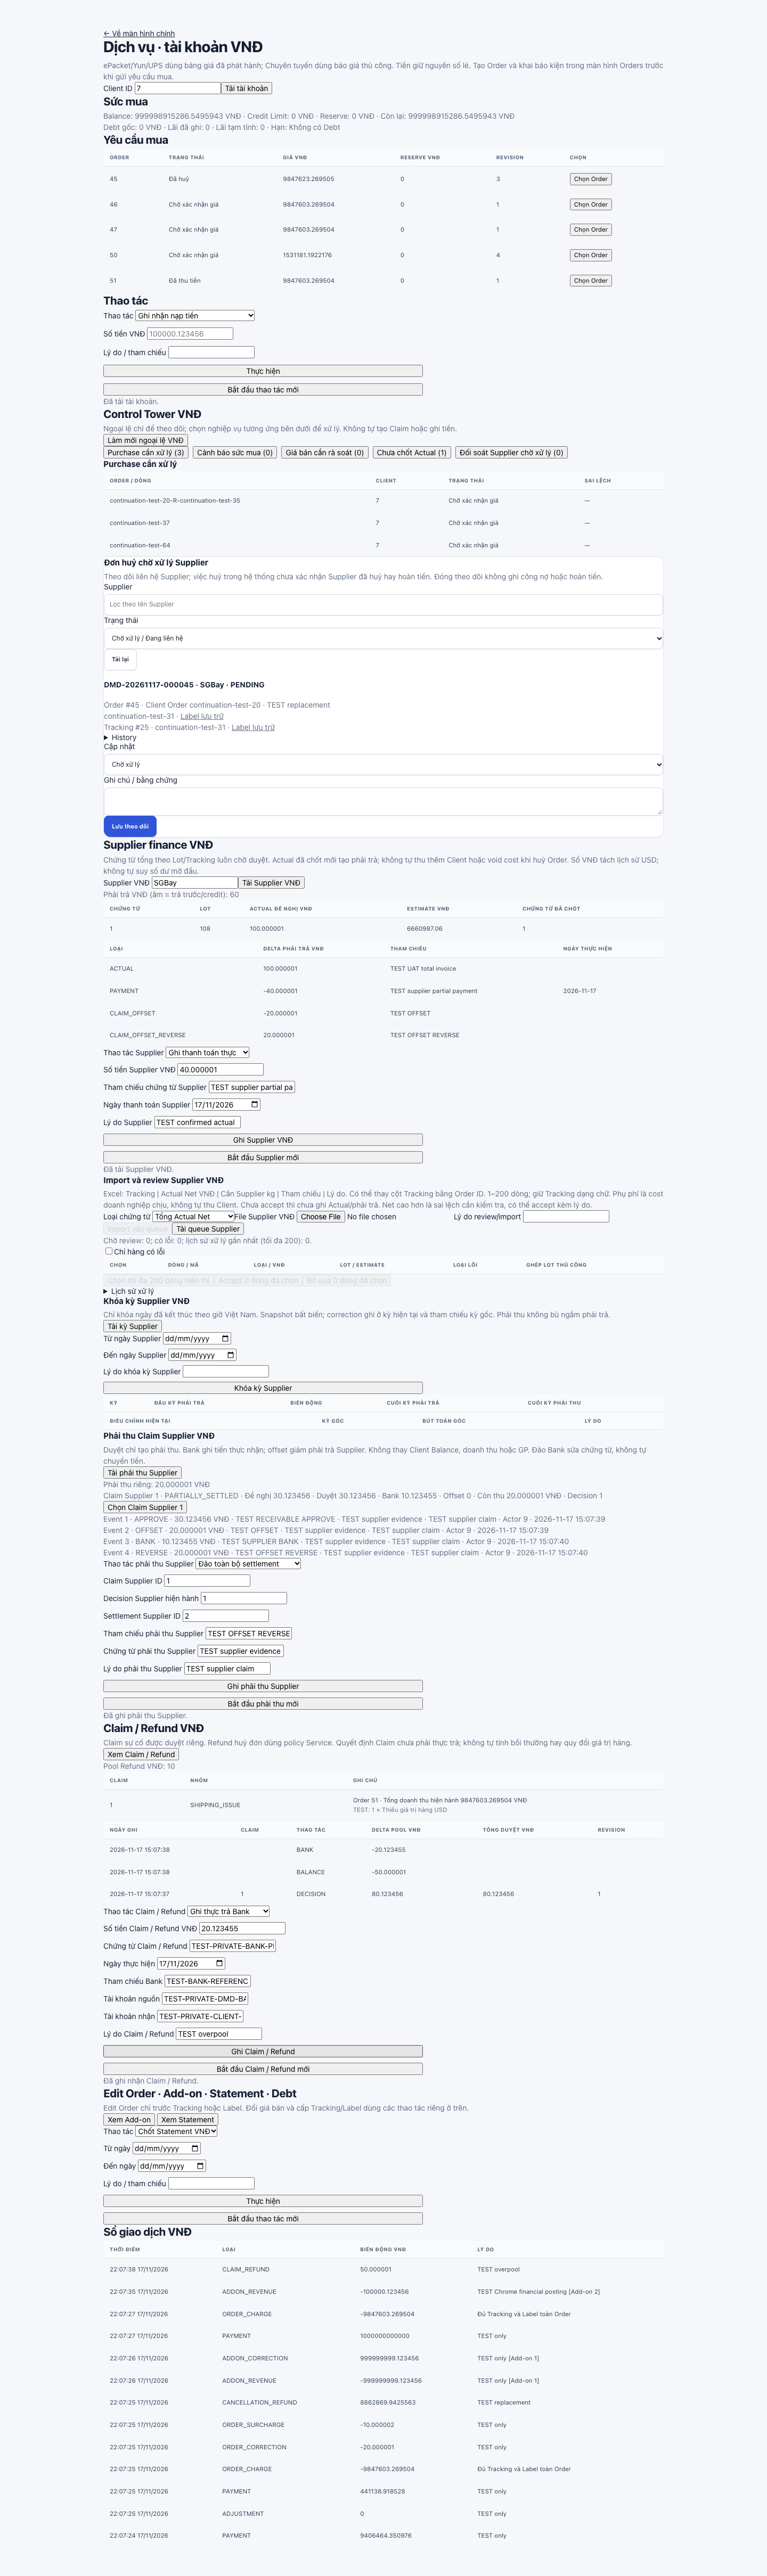 ← Về màn hình chính
Dịch vụ · tài khoản VNĐ
ePacket/Yun/UPS dùng bảng giá đã phát hành; Chuyên tuyến dùng báo giá thủ công. Tiền giữ nguyên số lẻ. Tạo Order và khai báo kiện trong màn hình Orders trước
khi gửi yêu cầu mua.
Client ID 7 Tải tài khoản
Sức mua
Balance: 999998915286.5495943 VNĐ · Credit Limit: 0 VNĐ · Reserve: 0 VNĐ · Còn lại: 999998915286.5495943 VNĐ
Debt gốc: 0 VNĐ · Lãi đã ghi: 0 · Lãi tạm tính: 0 · Hạn: Không có Debt
Yêu cầu mua
ORDER TRẠNG THÁI GIÁ VNĐ RESERVE VNĐ REVISION CHỌN
45 Đã huỷ 9847623.269505 0 3 Chọn Order
46 Chờ xác nhận giá 9847603.269504 0 1 Chọn Order
47 Chờ xác nhận giá 9847603.269504 0 1 Chọn Order
50 Chờ xác nhận giá 1531181.1922176 0 4 Chọn Order
51 Đã thu tiền 9847603.269504 0 1 Chọn Order
Thao tác
Thao tác Ghi nhận nạp tiền
Số tiền VNĐ 100000.123456
Lý do / tham chiếu
Thực hiện
Bắt đầu thao tác mới
Đã tải tài khoản.
Control Tower VNĐ
Ngoại lệ chỉ để theo dõi; chọn nghiệp vụ tương ứng bên dưới để xử lý. Không tự tạo Claim hoặc ghi tiền.
Làm mới ngoại lệ VNĐ
Purchase cần xử lý (3) Cảnh báo sức mua (0) Giá bán cần rà soát (0) Chưa chốt Actual (1) Đối soát Supplier chờ xử lý (0)
Purchase cần xử lý
ORDER / DÒNG CLIENT TRẠNG THÁI SAI LỆCH
continuation-test-20-R-continuation-test-35 7 Chờ xác nhận giá —
continuation-test-37 7 Chờ xác nhận giá —
continuation-test-64 7 Chờ xác nhận giá —
Đơn huỷ chờ xử lý Supplier
Theo dõi liên hệ Supplier; việc huỷ trong hệ thống chưa xác nhận Supplier đã huỷ hay hoàn tiền. Đóng theo dõi không ghi công nợ hoặc hoàn tiền.
Supplier
Lọc theo tên Supplier
Trạng thái
Chờ xử lý / Đang liên hệ
Tải lại
DMD-20261117-000045 · SGBay · PENDING
Order #45 · Client Order continuation-test-20 · TEST replacement
continuation-test-31 · Label lưu trữ
Tracking #25 · continuation-test-31 · Label lưu trữ
▶ History
Cập nhật
Chờ xử lý
Ghi chú / bằng chứng
Lưu theo dõi
Supplier finance VNĐ
Chứng từ tổng theo Lot/Tracking luôn chờ duyệt. Actual đã chốt mới tạo phải trả; không tự thu thêm Client hoặc void cost khi huỷ Order. Số VNĐ tách lịch sử USD;
không tự suy số dư mở đầu.
Supplier VNĐ SGBay Tải Supplier VNĐ
Phải trả VNĐ (âm = trả trước/credit): 60
CHỨNG TỪ LOT ACTUAL ĐỀ NGHỊ VNĐ ESTIMATE VNĐ CHỨNG TỪ ĐÃ CHỐT
1 108 100.000001 6660987.06 1
LOẠI DELTA PHẢI TRẢ VNĐ THAM CHIẾU NGÀY THỰC HIỆN
ACTUAL 100.000001 TEST UAT total invoice
PAYMENT -40.000001 TEST supplier partial payment 2026-11-17
CLAIM_OFFSET -20.000001 TEST OFFSET
CLAIM_OFFSET_REVERSE 20.000001 TEST OFFSET REVERSE
Thao tác Supplier Ghi thanh toán thực
Số tiền Supplier VNĐ 40.000001
Tham chiếu chứng từ Supplier TEST supplier partial pa
Ngày thanh toán Supplier 17/11/2026
Lý do Supplier TEST confirmed actual
Ghi Supplier VNĐ
Bắt đầu Supplier mới
Đã tải Supplier VNĐ.
Import và review Supplier VNĐ
Excel: Tracking | Actual Net VNĐ | Cân Supplier kg | Tham chiếu | Lý do. Có thể thay cột Tracking bằng Order ID. 1–200 dòng; giữ Tracking dạng chữ. Phụ phí là cost
doanh nghiệp chịu, không tự thu Client. Chưa accept thì chưa ghi Actual/phải trả. Net cao hơn là sai lệch cần kiểm tra, có thể accept kèm lý do.
Loại chứng từ Tổng Actual Net File Supplier VNĐ Choose File No file chosen Lý do review/import
Import vào queue Tải queue Supplier
Chờ review: 0; có lỗi: 0; lịch sử xử lý gần nhất (tối đa 200): 0.
Chỉ hàng có lỗi
CHỌN DÒNG / MÃ LOẠI / VNĐ LOT / ESTIMATE LOẠI LỖI GHÉP LOT THỦ CÔNG
Chọn tối đa 200 dòng hiển thị Accept 0 dòng đã chọn Bỏ qua 0 dòng đã chọn
▶ Lịch sử xử lý
Khóa kỳ Supplier VNĐ
Chỉ khóa ngày đã kết thúc theo giờ Việt Nam. Snapshot bất biến; correction ghi ở kỳ hiện tại và tham chiếu kỳ gốc. Phải thu không bù ngầm phải trả.
Tải kỳ Supplier
Từ ngày Supplier dd/mm/yyyy
Đến ngày Supplier dd/mm/yyyy
Lý do khóa kỳ Supplier
Khóa kỳ Supplier
KỲ ĐẦU KỲ PHẢI TRẢ BIẾN ĐỘNG CUỐI KỲ PHẢI TRẢ CUỐI KỲ PHẢI THU
ĐIỀU CHỈNH HIỆN TẠI KỲ GỐC BÚT TOÁN GỐC LÝ DO
Phải thu Claim Supplier VNĐ
Duyệt chỉ tạo phải thu. Bank ghi tiền thực nhận; offset giảm phải trả Supplier. Không thay Client Balance, doanh thu hoặc GP. Đảo Bank sửa chứng từ, không tự
chuyển tiền.
Tải phải thu Supplier
Phải thu riêng: 20.000001 VNĐ
Claim Supplier 1 · PARTIALLY_SETTLED · Đề nghị 30.123456 · Duyệt 30.123456 · Bank 10.123455 · Offset 0 · Còn thu 20.000001 VNĐ · Decision 1
Chọn Claim Supplier 1
Event 1 · APPROVE · 30.123456 VNĐ · TEST RECEIVABLE APPROVE · TEST supplier evidence · TEST supplier claim · Actor 9 · 2026-11-17 15:07:39
Event 2 · OFFSET · 20.000001 VNĐ · TEST OFFSET · TEST supplier evidence · TEST supplier claim · Actor 9 · 2026-11-17 15:07:39
Event 3 · BANK · 10.123455 VNĐ · TEST SUPPLIER BANK · TEST supplier evidence · TEST supplier claim · Actor 9 · 2026-11-17 15:07:40
Event 4 · REVERSE · 20.000001 VNĐ · TEST OFFSET REVERSE · TEST supplier evidence · TEST supplier claim · Actor 9 · 2026-11-17 15:07:40
Thao tác phải thu Supplier Đảo toàn bộ settlement
Claim Supplier ID 1
Decision Supplier hiện hành 1
Settlement Supplier ID 2
Tham chiếu phải thu Supplier TEST OFFSET REVERSE
Chứng từ phải thu Supplier TEST supplier evidence
Lý do phải thu Supplier TEST supplier claim
Ghi phải thu Supplier
Bắt đầu phải thu mới
Đã ghi phải thu Supplier.
Claim / Refund VNĐ
Claim sự cố được duyệt riêng. Refund huỷ đơn dùng policy Service. Quyết định Claim chưa phải thực trả; không tự tính bồi thường hay quy đổi giá trị hàng.
Xem Claim / Refund
Pool Refund VNĐ: 10
CLAIM NHÓM GHI CHÚ
1 SHIPPING_ISSUE Order 51 · Tổng doanh thu hiện hành 9847603.269504 VNĐ
TEST: 1 × Thiếu giá trị hàng USD
NGÀY GHI CLAIM THAO TÁC DELTA POOL VNĐ TỔNG DUYỆT VNĐ REVISION
2026-11-17 15:07:38 BANK -20.123455
2026-11-17 15:07:38 BALANCE -50.000001
2026-11-17 15:07:37 1 DECISION 80.123456 80.123456 1
Thao tác Claim / Refund Ghi thực trả Bank
Số tiền Claim / Refund VNĐ 20.123455
Chứng từ Claim / Refund TEST-PRIVATE-BANK-P
Ngày thực hiện 17/11/2026
Tham chiếu Bank TEST-BANK-REFERENC
Tài khoản nguồn TEST-PRIVATE-DMD-BA
Tài khoản nhận TEST-PRIVATE-CLIENT-
Lý do Claim / Refund TEST overpool
Ghi Claim / Refund
Bắt đầu Claim / Refund mới
Đã ghi nhận Claim / Refund.
Edit Order · Add-on · Statement · Debt
Edit Order chỉ trước Tracking hoặc Label. Đổi giá bán và cấp Tracking/Label dùng các thao tác riêng ở trên.
Xem Add-on Xem Statement
Thao tác Chốt Statement VNĐ
Từ ngày dd/mm/yyyy
Đến ngày dd/mm/yyyy
Lý do / tham chiếu
Thực hiện
Bắt đầu thao tác mới
Sổ giao dịch VNĐ
THỜI ĐIỂM LOẠI BIẾN ĐỘNG VNĐ LÝ DO
22:07:38 17/11/2026 CLAIM_REFUND 50.000001 TEST overpool
22:07:35 17/11/2026 ADDON_REVENUE -100000.123456 TEST Chrome financial posting [Add-on 2]
22:07:27 17/11/2026 ORDER_CHARGE -9847603.269504 Đủ Tracking và Label toàn Order
22:07:27 17/11/2026 PAYMENT 1000000000000 TEST only
22:07:26 17/11/2026 ADDON_CORRECTION 999999999.123456 TEST only [Add-on 1]
22:07:26 17/11/2026 ADDON_REVENUE -999999999.123456 TEST only [Add-on 1]
22:07:25 17/11/2026 CANCELLATION_REFUND 8862869.9425563 TEST replacement
22:07:25 17/11/2026 ORDER_SURCHARGE -10.000002 TEST only
22:07:25 17/11/2026 ORDER_CORRECTION -20.000001 TEST only
22:07:25 17/11/2026 ORDER_CHARGE -9847603.269504 Đủ Tracking và Label toàn Order
22:07:25 17/11/2026 PAYMENT 441138.918528 TEST only
22:07:25 17/11/2026 ADJUSTMENT 0 TEST only
22:07:24 17/11/2026 PAYMENT 9406464.350976 TEST only